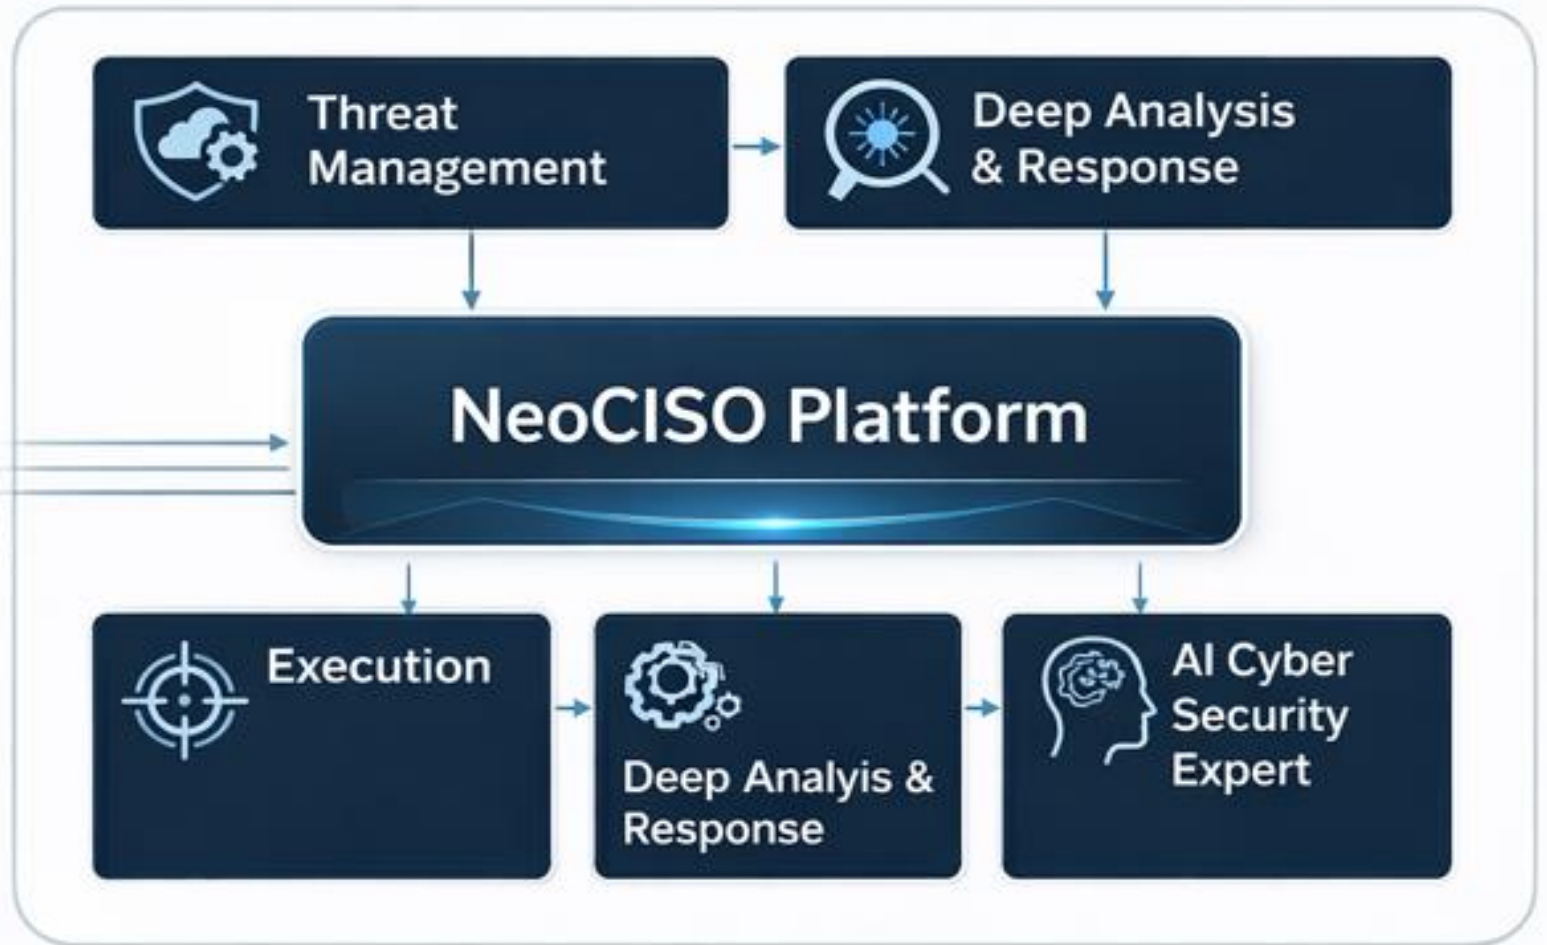 Threat
Management
Deep Analysis
& Response
NeoCISO Platform
Execution
Deep Analyis &
Response
AI Cyber
Security
Expert